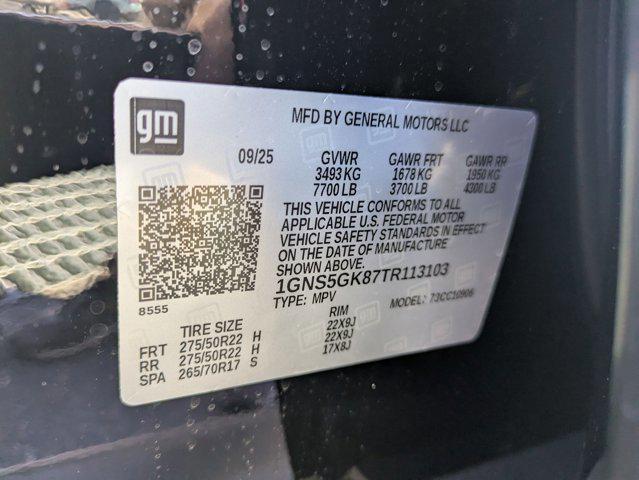 gm
MFD BY GENERAL MOTORS LLC
09/25 GVWR GAWR FRT GAWR RR
3493 KG 1678 KG 1950 KG
7700 LB 3700 LB 4300 LB
THIS VEHICLE CONFORMS TO ALL
APPLICABLE U.S. FEDERAL MOTOR
VEHICLE SAFETY STANDARDS IN EFFECT
ON THE DATE OF MANUFACTURE
SHOWN ABOVE.
1GNS5GK87TR113103
8555
TYPE: MPV MODEL: 73CC10906
TIRE SIZE RIM
FRT 275/50R22 H 22X9J
RR 275/50R22 H 22X9J
SPA 265/70R17 S 17X8J